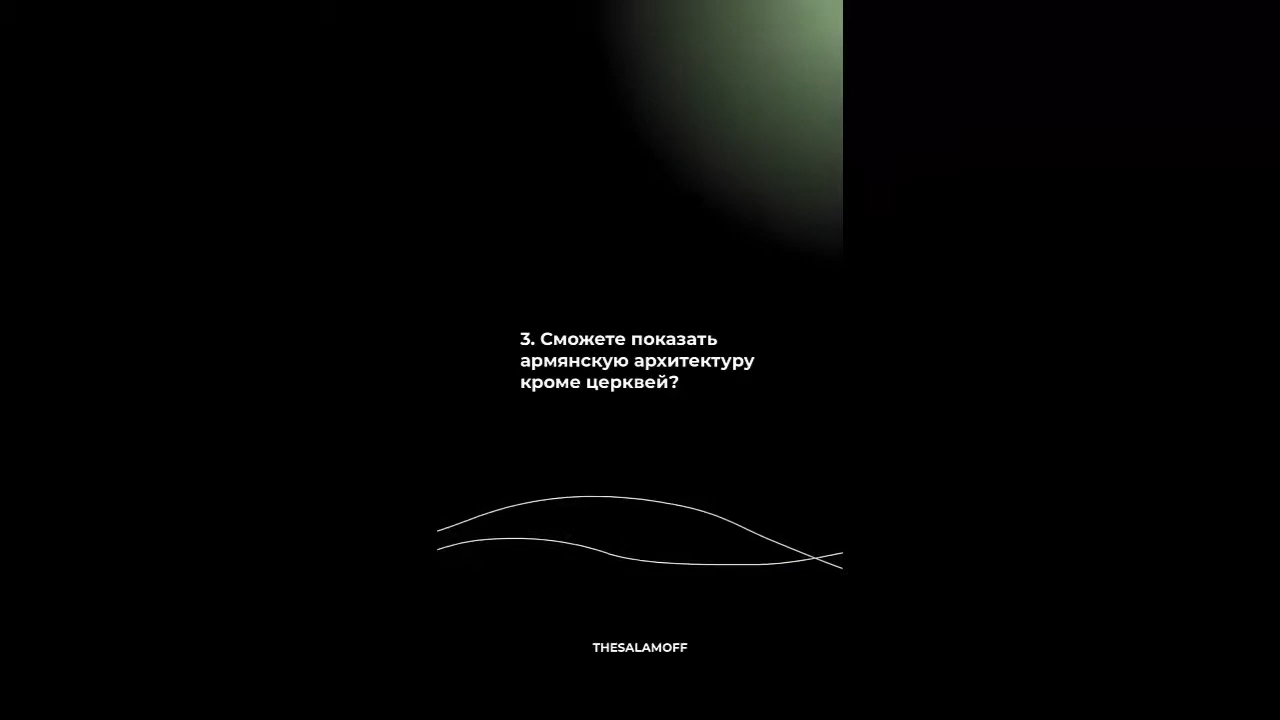 3. Сможете показать
армянскую архитектуру
кроме церквей?
THESALAMOFF